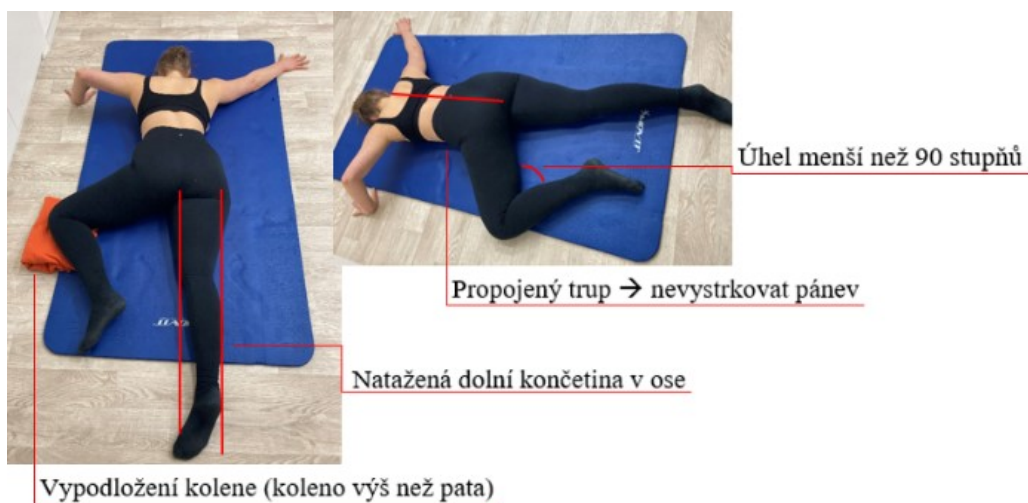 Úhel menší než 90 stupňů
Propojený trup → nevystrkovat pánev
Natažená dolní končetina v ose
Vypodložení kolene (koleno výš než pata)